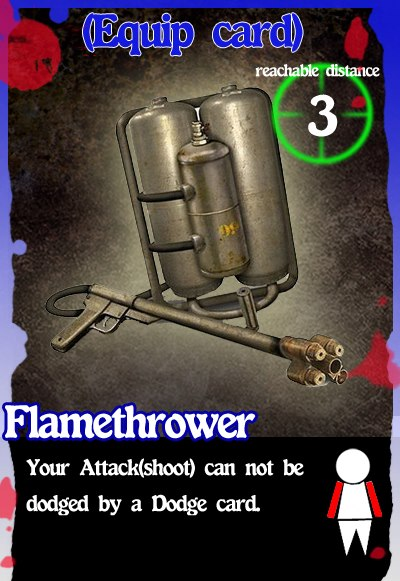 (Equip card)
reachable distance
3
Flamethrower
Your Attack(shoot) can not be
dodged by a Dodge card.